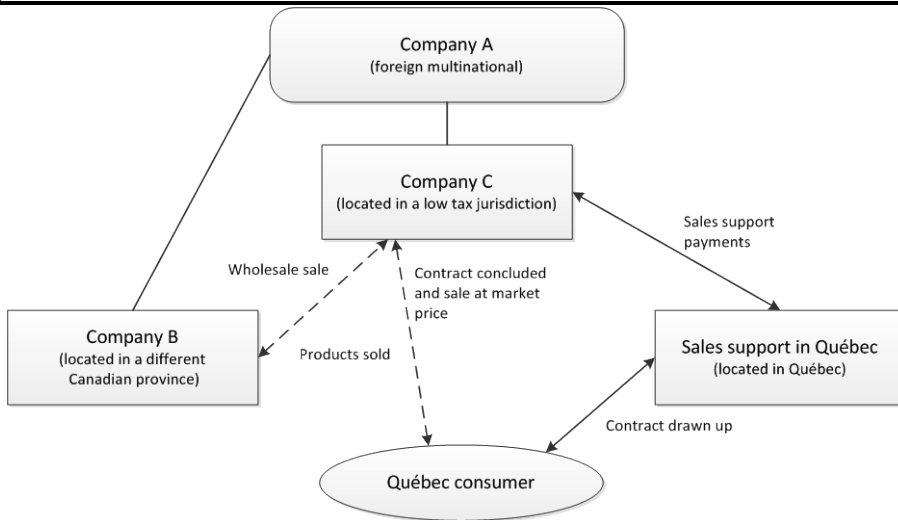 Company A
(foreign multinational)
Company C
(located in a low tax jurisdiction)
Sales support
payments
Wholesale sale
Contract concluded
and sale at market
price
Company B
(located in a different
Canadian province)
Products sold
Sales support in Québec
(located in Québec)
Contract drawn up
Québec consumer